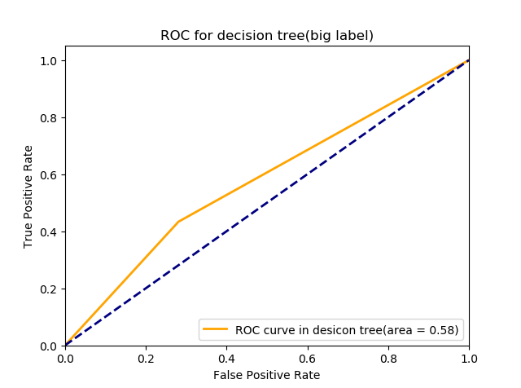 ROC for decision tree(big label)
1.0
0.8
0.6
0.4
0.2
0.0
True Positive Rate
ROC curve in desicon tree(area = 0.58)
0.0 0.2 0.4 0.6 0.8 1.0
False Positive Rate